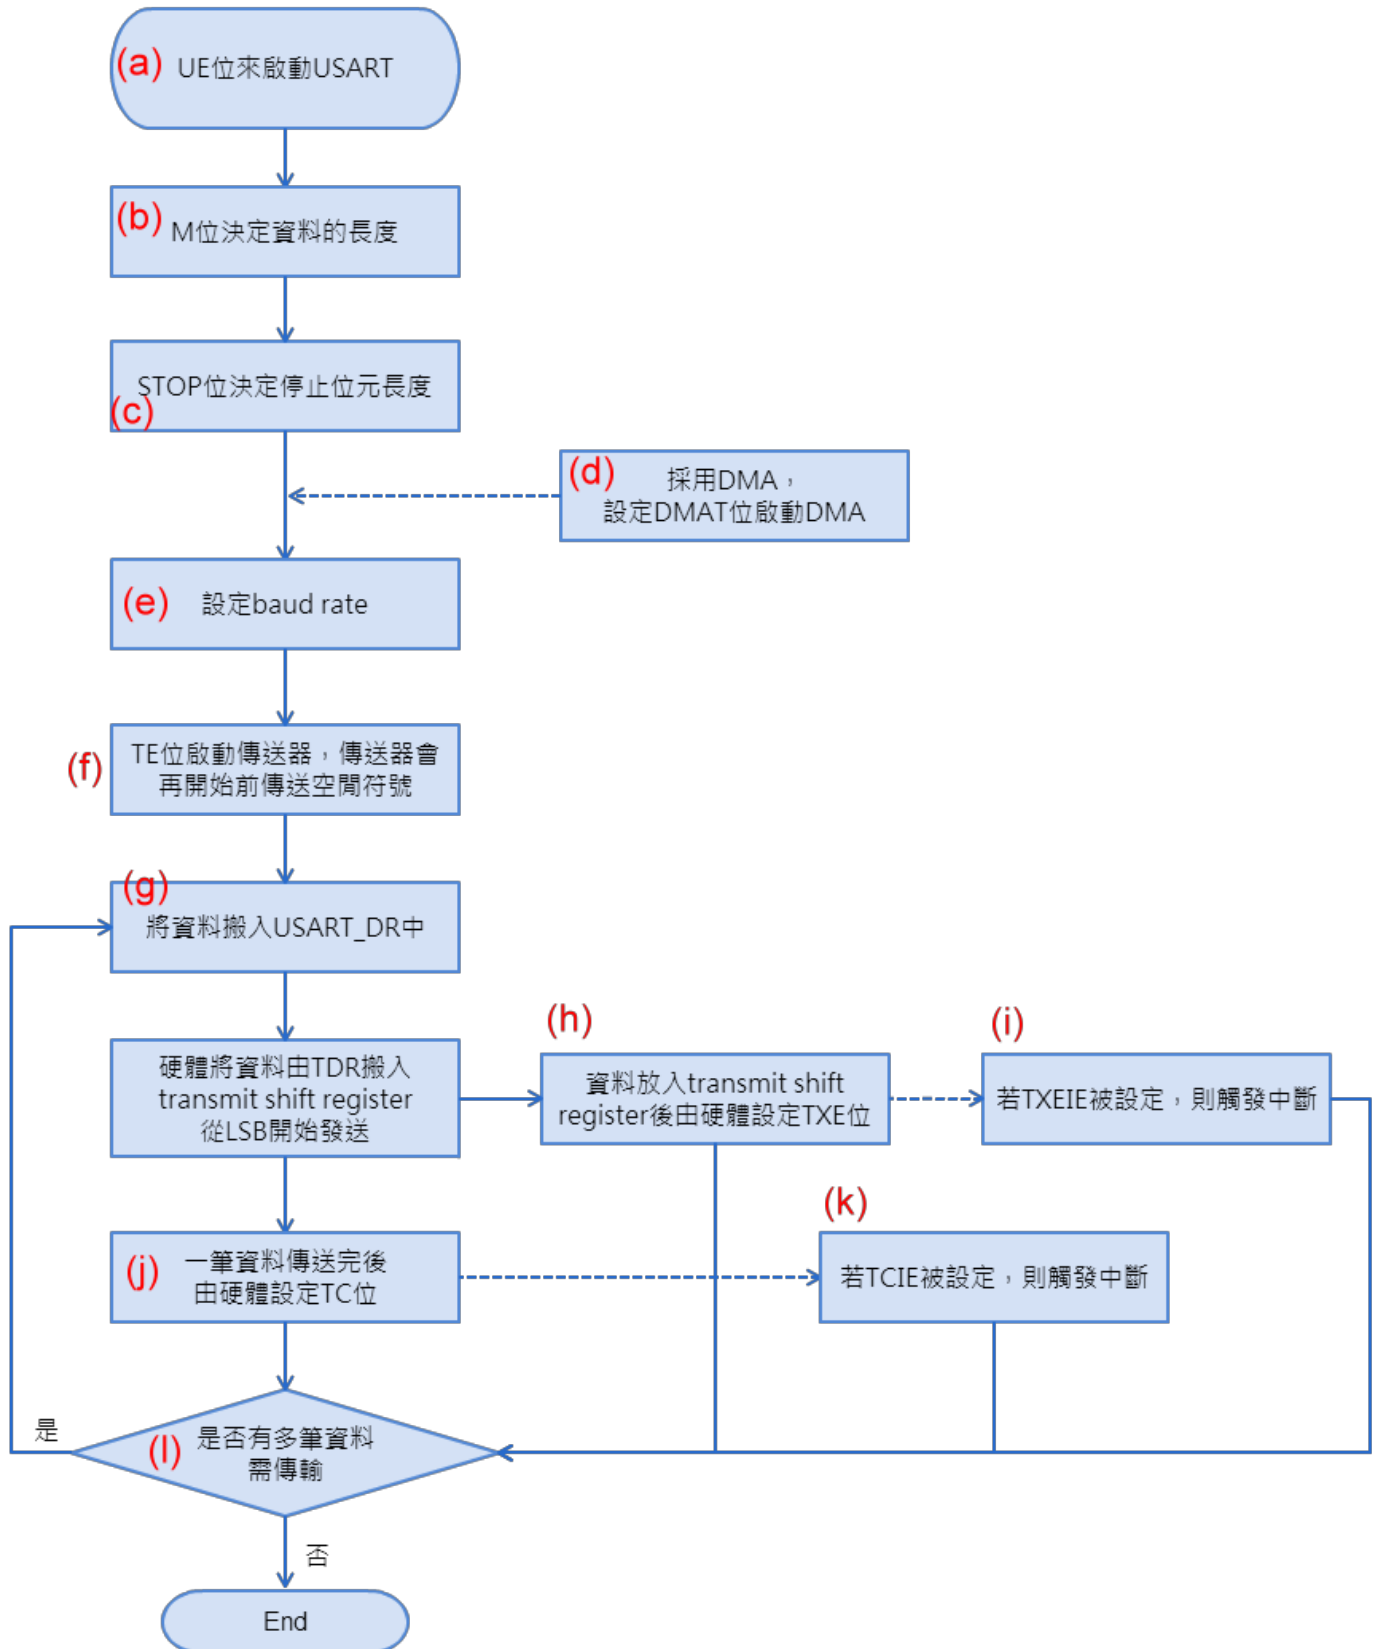 (a) UE位來啟動USART
(b) M位決定資料的長度
STOP位決定停止位元長度
(c)
(d) 採用DMA，
設定DMAT位啟動DMA
(e) 設定baud rate
(f) TE位啟動傳送器，傳送器會
再開始前傳送空閒符號
(g)
將資料搬入USART_DR中
硬體將資料由TDR搬入
transmit shift register
從LSB開始發送
(h)
資料放入transmit shift
register後由硬體設定TXE位
(i)
若TXEIE被設定，則觸發中斷
(j) 一筆資料傳送完後
由硬體設定TC位
(k)
若TCIE被設定，則觸發中斷
是
(l) 是否有多筆資料
需傳輸
否
End